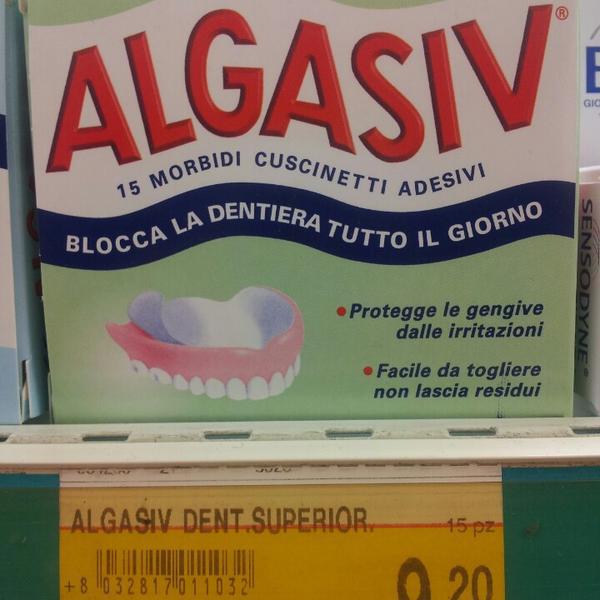 ALGASIV®
15 MORBIDI CUSCINETTI ADESIVI
BLOCCA LA DENTIERA TUTTO IL GIORNO
•Protegge le gengive
dalle irritazioni
•Facile da togliere
non lascia residui
SENSODYNE®
ALGASIV DENT.SUPERIOR. 15 pz
+8 032817 011032
9,20